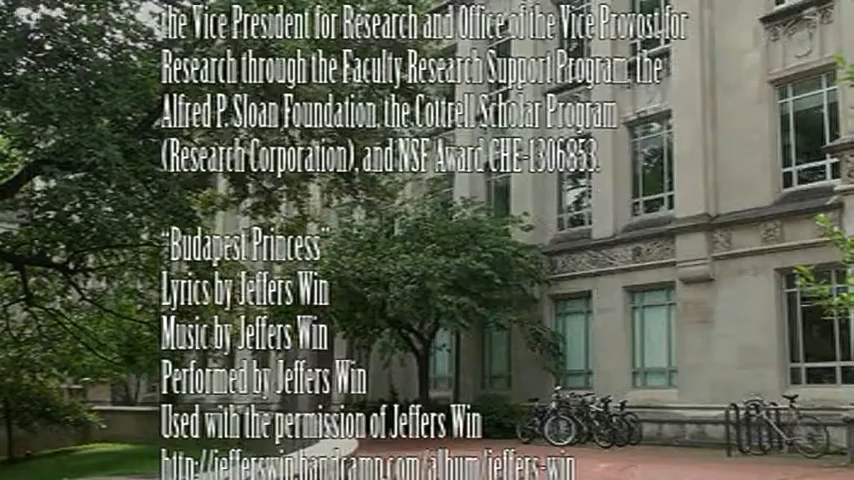 the Vice President for Research and Office of the Vice Provost for
Research through the Faculty Research Support Program, the
Alfred P. Sloan Foundation, the Cottrell Scholar Program
(Research Corporation), and NSF Award CHE-1306853.
“Budapest Princess”
Lyrics by Jeffers Win
Music by Jeffers Win
Performed by Jeffers Win
Used with the permission of Jeffers Win
http://jefferswin.bandcamp.com/album/jeffers-win